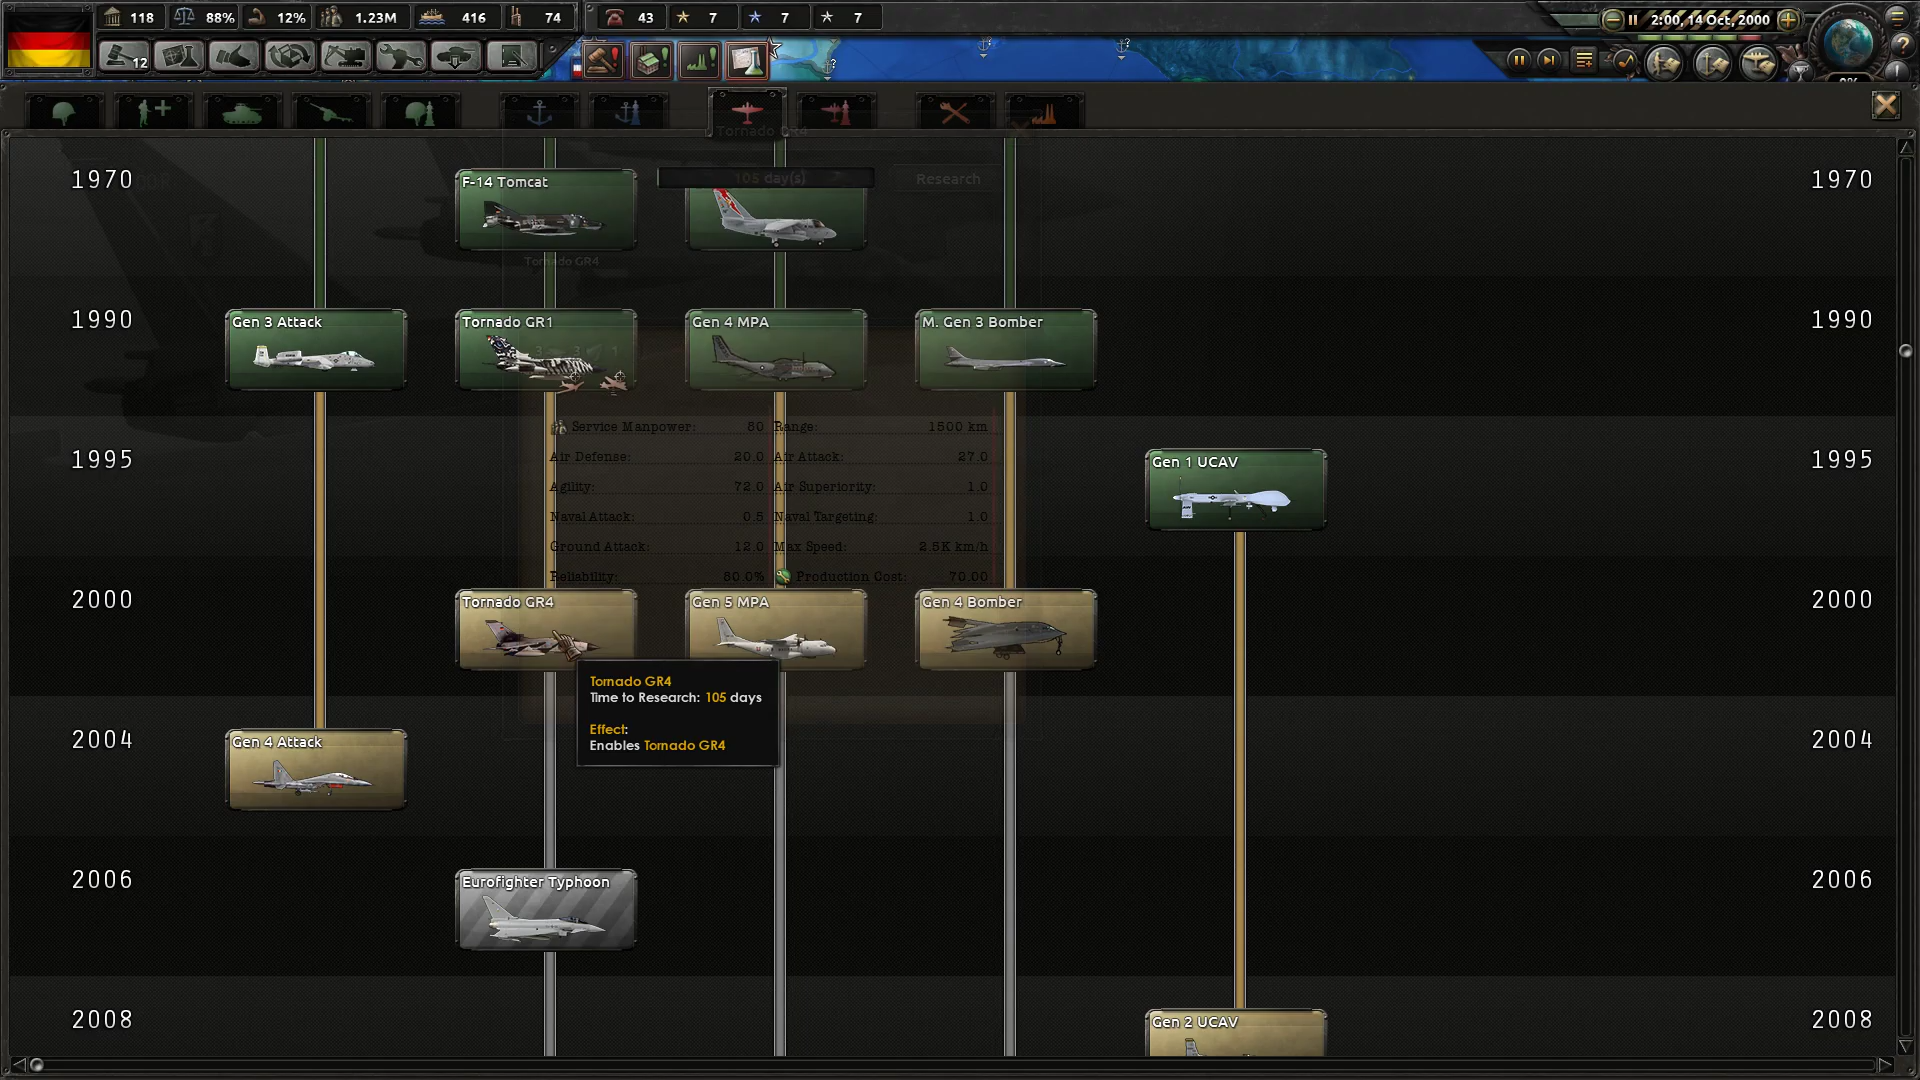 118 88% 12% 1.23M 416 74 43 7 7 7 2:00, 14 Oct, 2000
12
0%
Tornado GR4
1970 F-14 Tomcat 105 day(s) Research 1970
Tornado GR4
1990 Gen 3 Attack Tornado GR1 Gen 4 MPA M. Gen 3 Bomber 1990
Service Manpower: 80 Range: 1500 km
Air Defense: 20.0 Air Attack: 27.0
1995 Gen 1 UCAV 1995
Agility: 72.0 Air Superiority: 1.0
Naval Attack: 0.5 Naval Targeting: 1.0
Ground Attack: 12.0 Max Speed: 2.5K km/h
Reliability: 80.0% Production Cost: 70.00
2000 Tornado GR4 Gen 5 MPA Gen 4 Bomber 2000
Tornado GR4
Time to Research: 105 days
Effect:
Enables Tornado GR4
2004 Gen 4 Attack 2004
2006 Eurofighter Typhoon 2006
2008 Gen 2 UCAV 2008